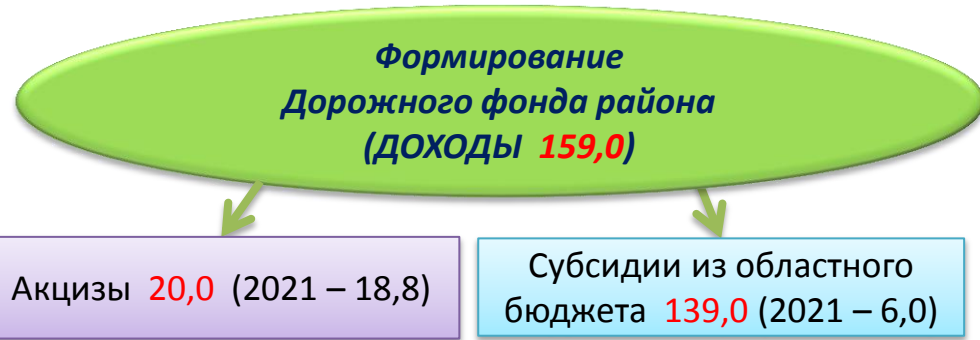 Формирование
Дорожного фонда района
(ДОХОДЫ 159,0)
Акцизы 20,0 (2021 – 18,8)
Субсидии из областного
бюджета 139,0 (2021 – 6,0)